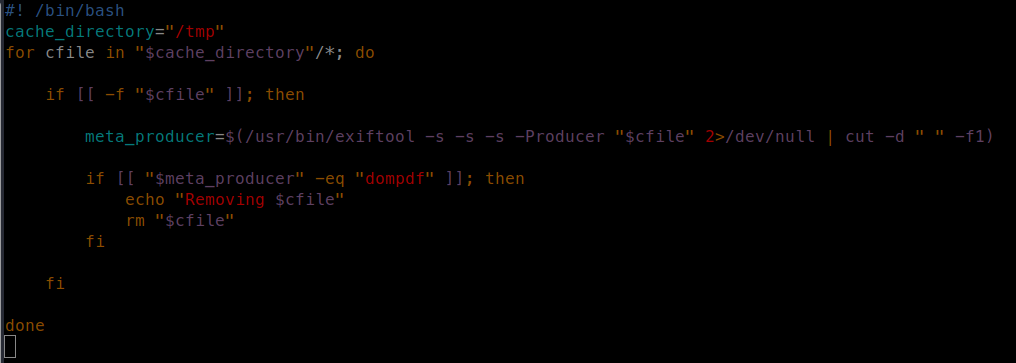 #! /bin/bash
cache_directory="/tmp"
for cfile in "$cache_directory"/*; do
if [[ -f "$cfile" ]]; then
meta_producer=$(/usr/bin/exiftool -s -s -s -Producer "$cfile" 2>/dev/null | cut -d " " -f1)
if [[ "$meta_producer" -eq "dompdf" ]]; then
echo "Removing $cfile"
rm "$cfile"
fi
fi
done